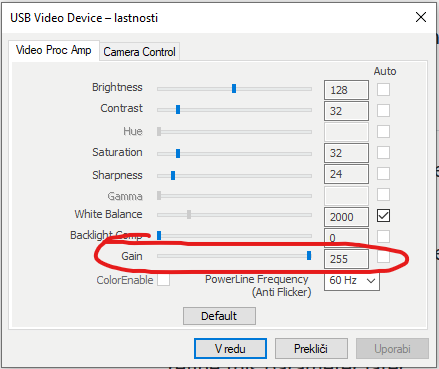 USB Video Device – lastnosti
Video Proc Amp Camera Control
Auto
Brightness 128
Contrast 32
Hue
Saturation 32
Sharpness 24
Gamma
White Balance 2000
Backlight Comp 0
Gain 255
ColorEnable PowerLine Frequency (Anti Flicker) 60 Hz
Default
V redu Prekliči Uporabi